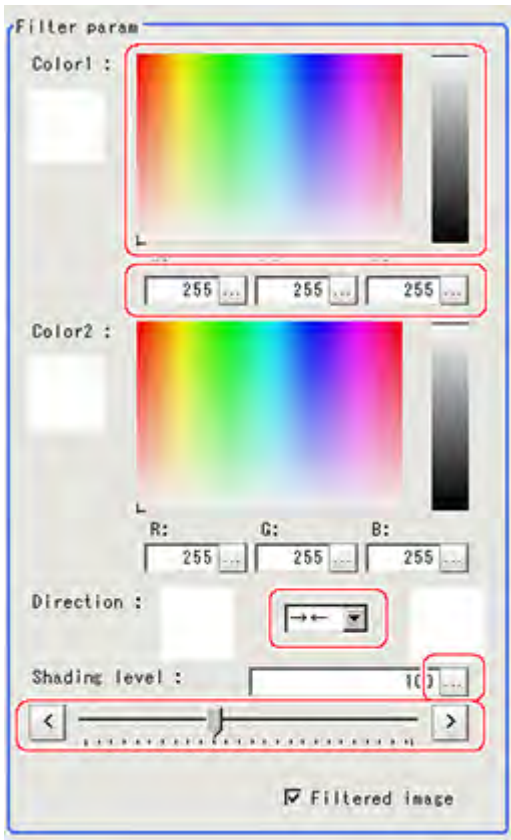 Filter param
Color1 :
255 ... 255 ... 255 ...
Color2 :
R: G: B:
255 ... 255 ... 255 ...
Direction : →←
Shading level : 100 ...
< >
Filtered image